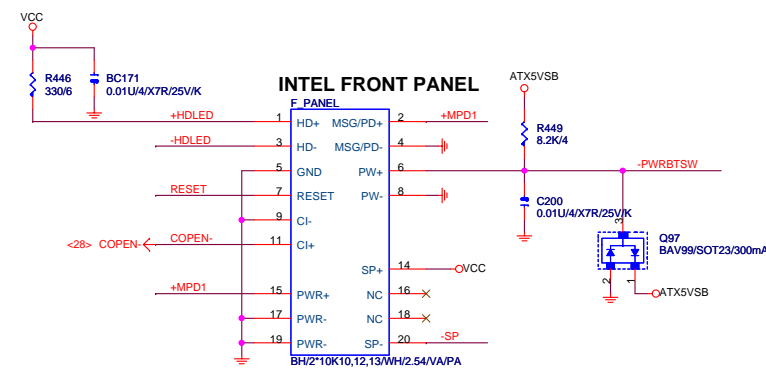 VCC
R446
330/6
BC171
0.01U/4/X7R/25V/K
INTEL FRONT PANEL
F_PANEL
ATX5VSB
R449
8.2K/4
+HDLED 1 HD+ MSG/PD+ 2 +MPD1
-HDLED 3 HD- MSG/PD- 4
5 GND PW+ 6 -PWRBTSW
RESET 7 RESET PW- 8
9 CI-
<28> COPEN- COPEN- 11 CI+
C200
0.01U/4/X7R/25V/K
3
Q97
BAV99/SOT23/300mA
2
1
ATX5VSB
SP+ 14 VCC
+MPD1 15 PWR+ NC 16
17 PWR- NC 18
19 PWR- SP- 20 -SP
BH/2*10K10,12,13/WH/2.54/VA/PA